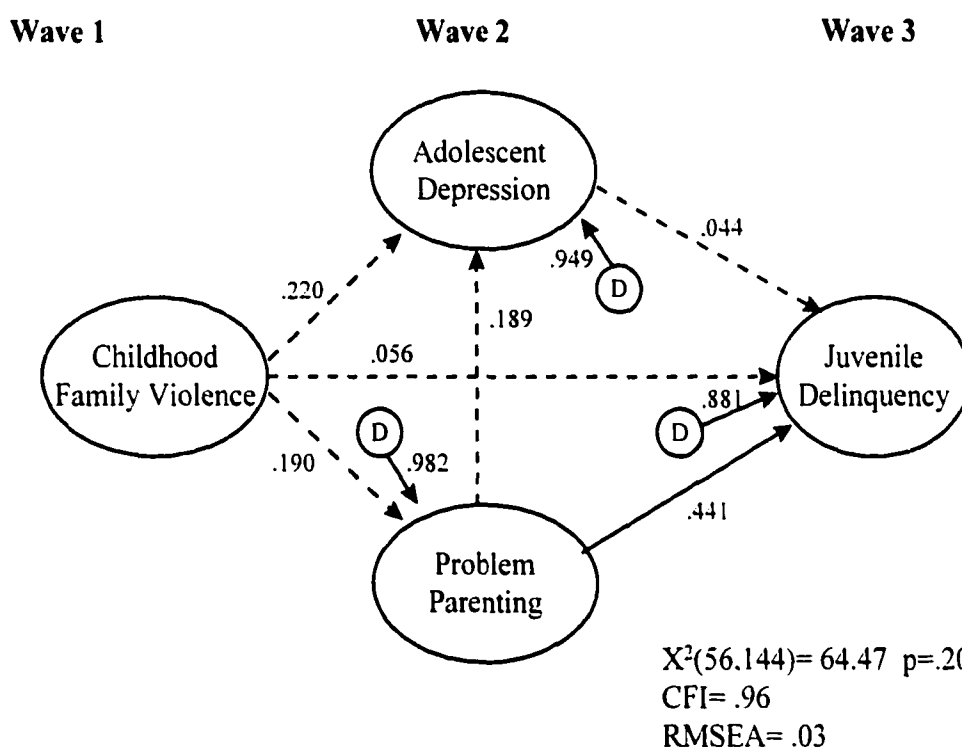 Wave 1
Wave 2
Wave 3
Adolescent
Depression
.044
.949
D
.220
.189
Childhood
Family Violence
.056
Juvenile
Delinquency
.881
D
D
.190
.982
.441
Problem
Parenting
X²(56,144)= 64.47 p=.20
CFI= .96
RMSEA= .03